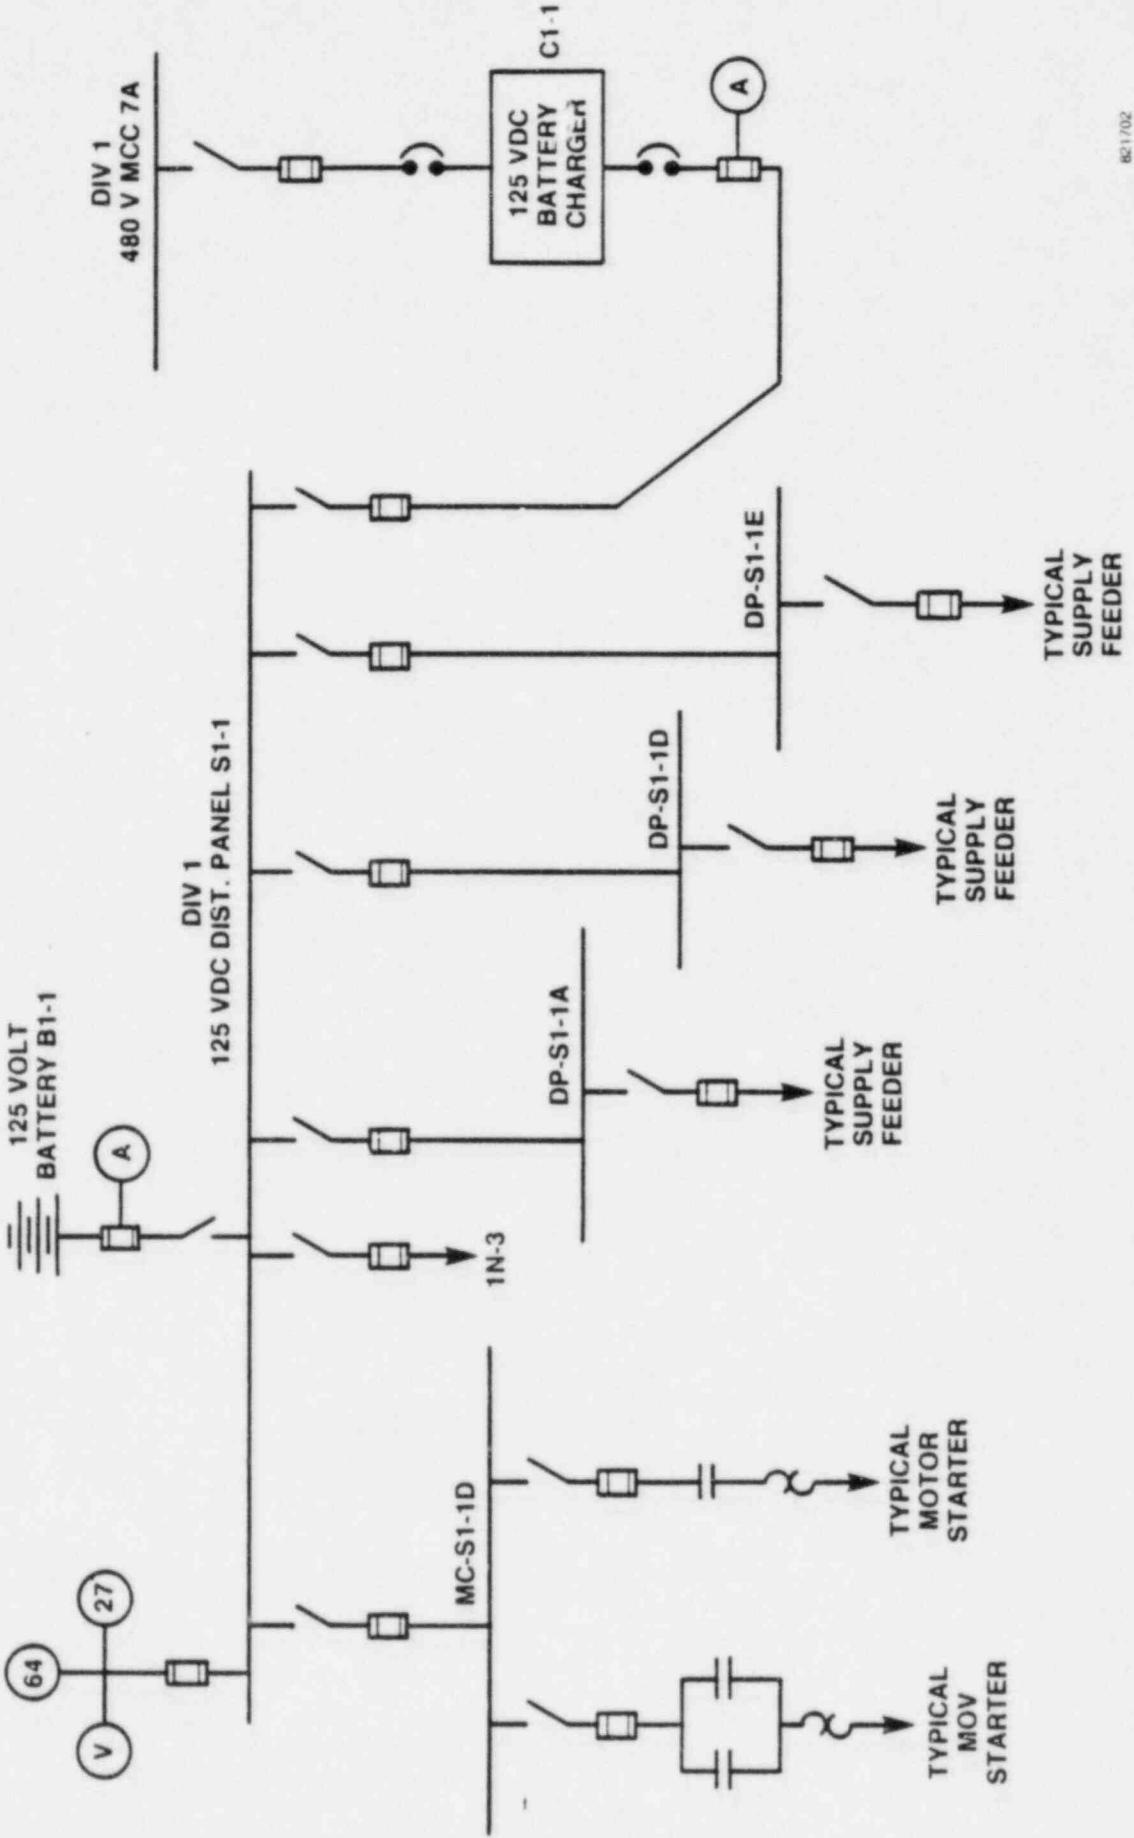 64
V
27
125 VOLT
BATTERY B1-1
A
DIV 1
125 VDC DIST. PANEL S1-1
DIV 1
480 V MCC 7A
125 VDC
BATTERY
CHARGER
C1-1
A
MC-S1-1D
1N-3
DP-S1-1A
DP-S1-1D
DP-S1-1E
TYPICAL
MOV
STARTER
TYPICAL
MOTOR
STARTER
TYPICAL
SUPPLY
FEEDER
TYPICAL
SUPPLY
FEEDER
TYPICAL
SUPPLY
FEEDER
821702